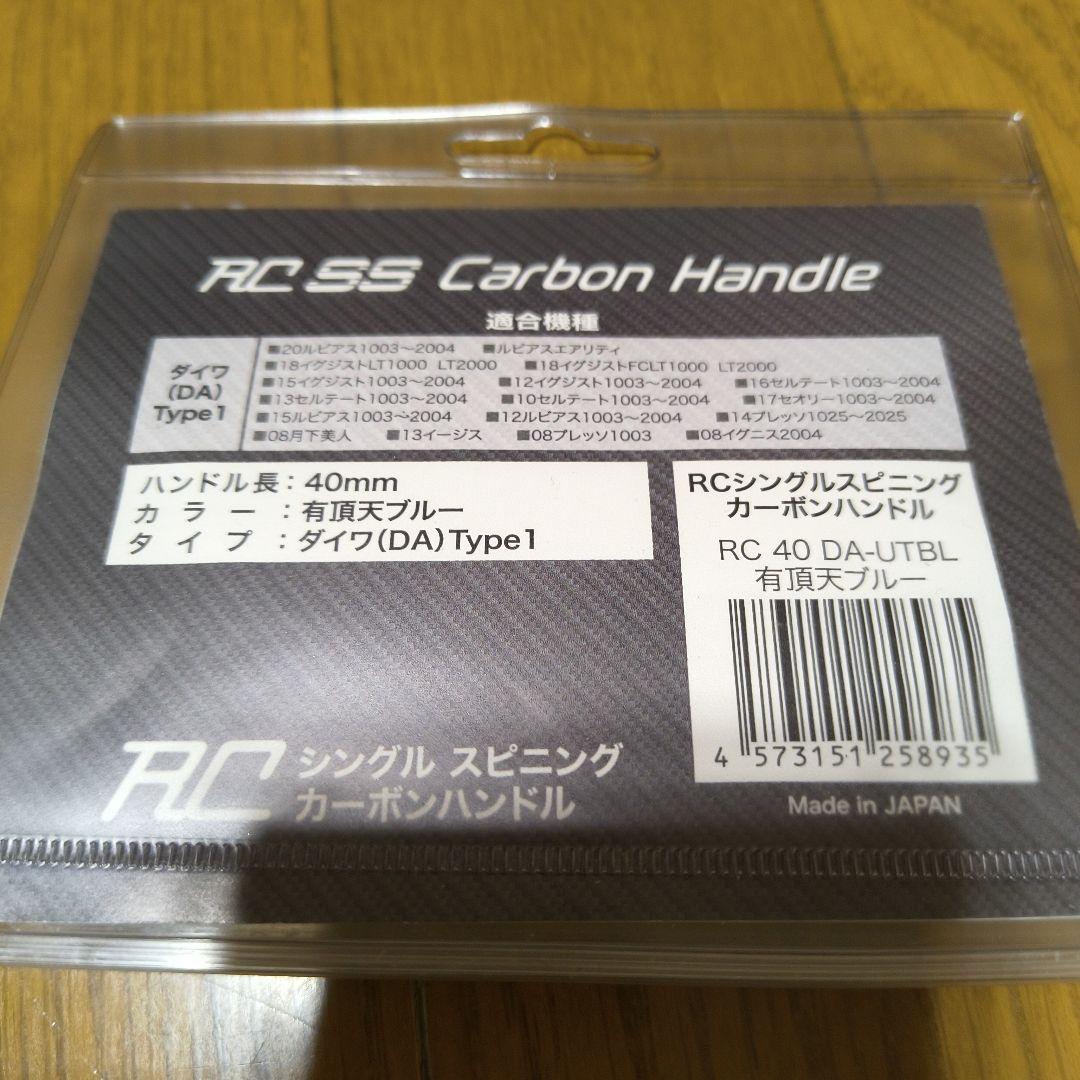 RC SS Carbon Handle
適合機種
ダイワ
(DA)
Type1
■20ルビアス1003～2004 ■ルビアスエアリティ
■18イグジストLT1000 LT2000 ■18イグジストFCLT1000 LT2000
■15イグジスト1003～2004 ■12イグジスト1003～2004 ■16セルテート1003～2004
■13セルテート1003～2004 ■10セルテート1003～2004 ■17セオリー1003～2004
■15ルビアス1003～2004 ■12ルビアス1003～2004 ■14プレッソ1025～2025
■08月下美人 ■13イージス ■08プレッソ1003 ■08イグニス2004
ハンドル長：40mm
カラー：有頂天ブルー
タイプ：ダイワ(DA)Type1
RCシングルスピニング
カーボンハンドル
RC 40 DA-UTBL
有頂天ブルー
4 573151 258935
Made in JAPAN
RC シングル スピニング
カーボンハンドル